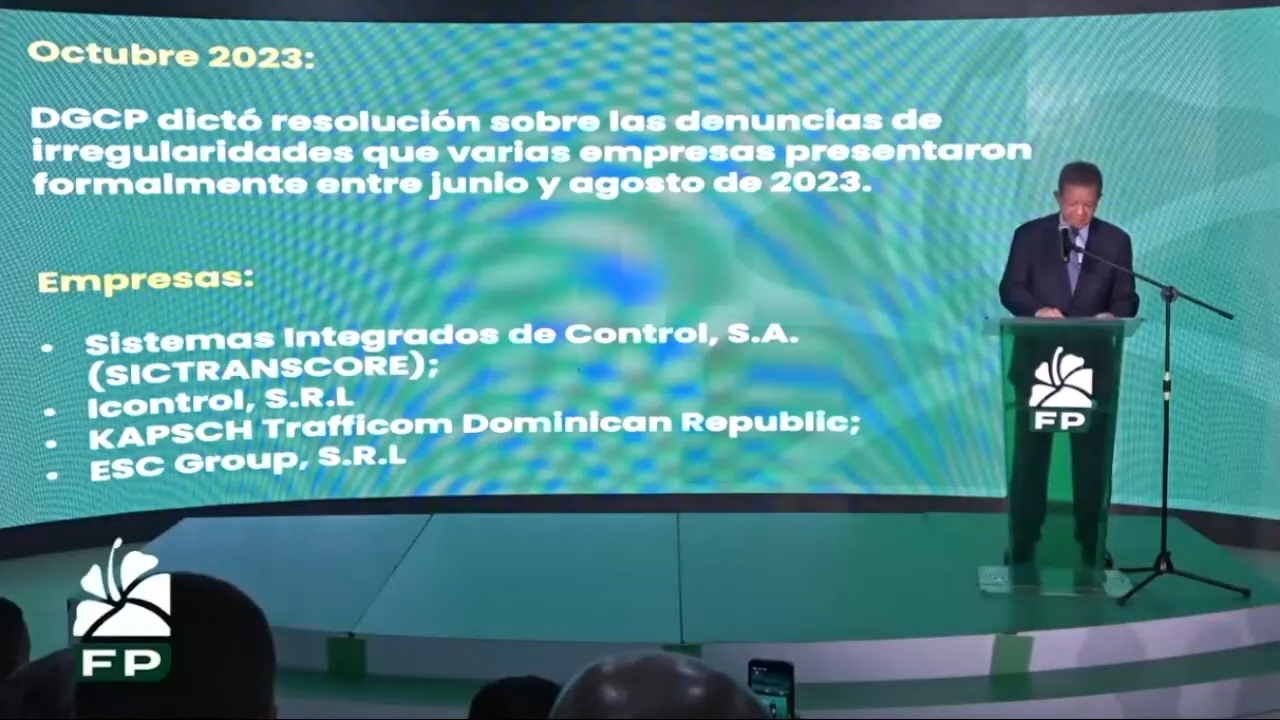 Octubre 2023:
DGCP dictó resolución sobre las denuncias de
irregularidades que varias empresas presentaron
formalmente entre junio y agosto de 2023.
Empresas:
• Sistemas Integrados de Control, S.A.
(SICTRANSCORE);
• Icontrol, S.R.L
• KAPSCH Trafficom Dominican Republic;
• ESC Group, S.R.L
FP
FP